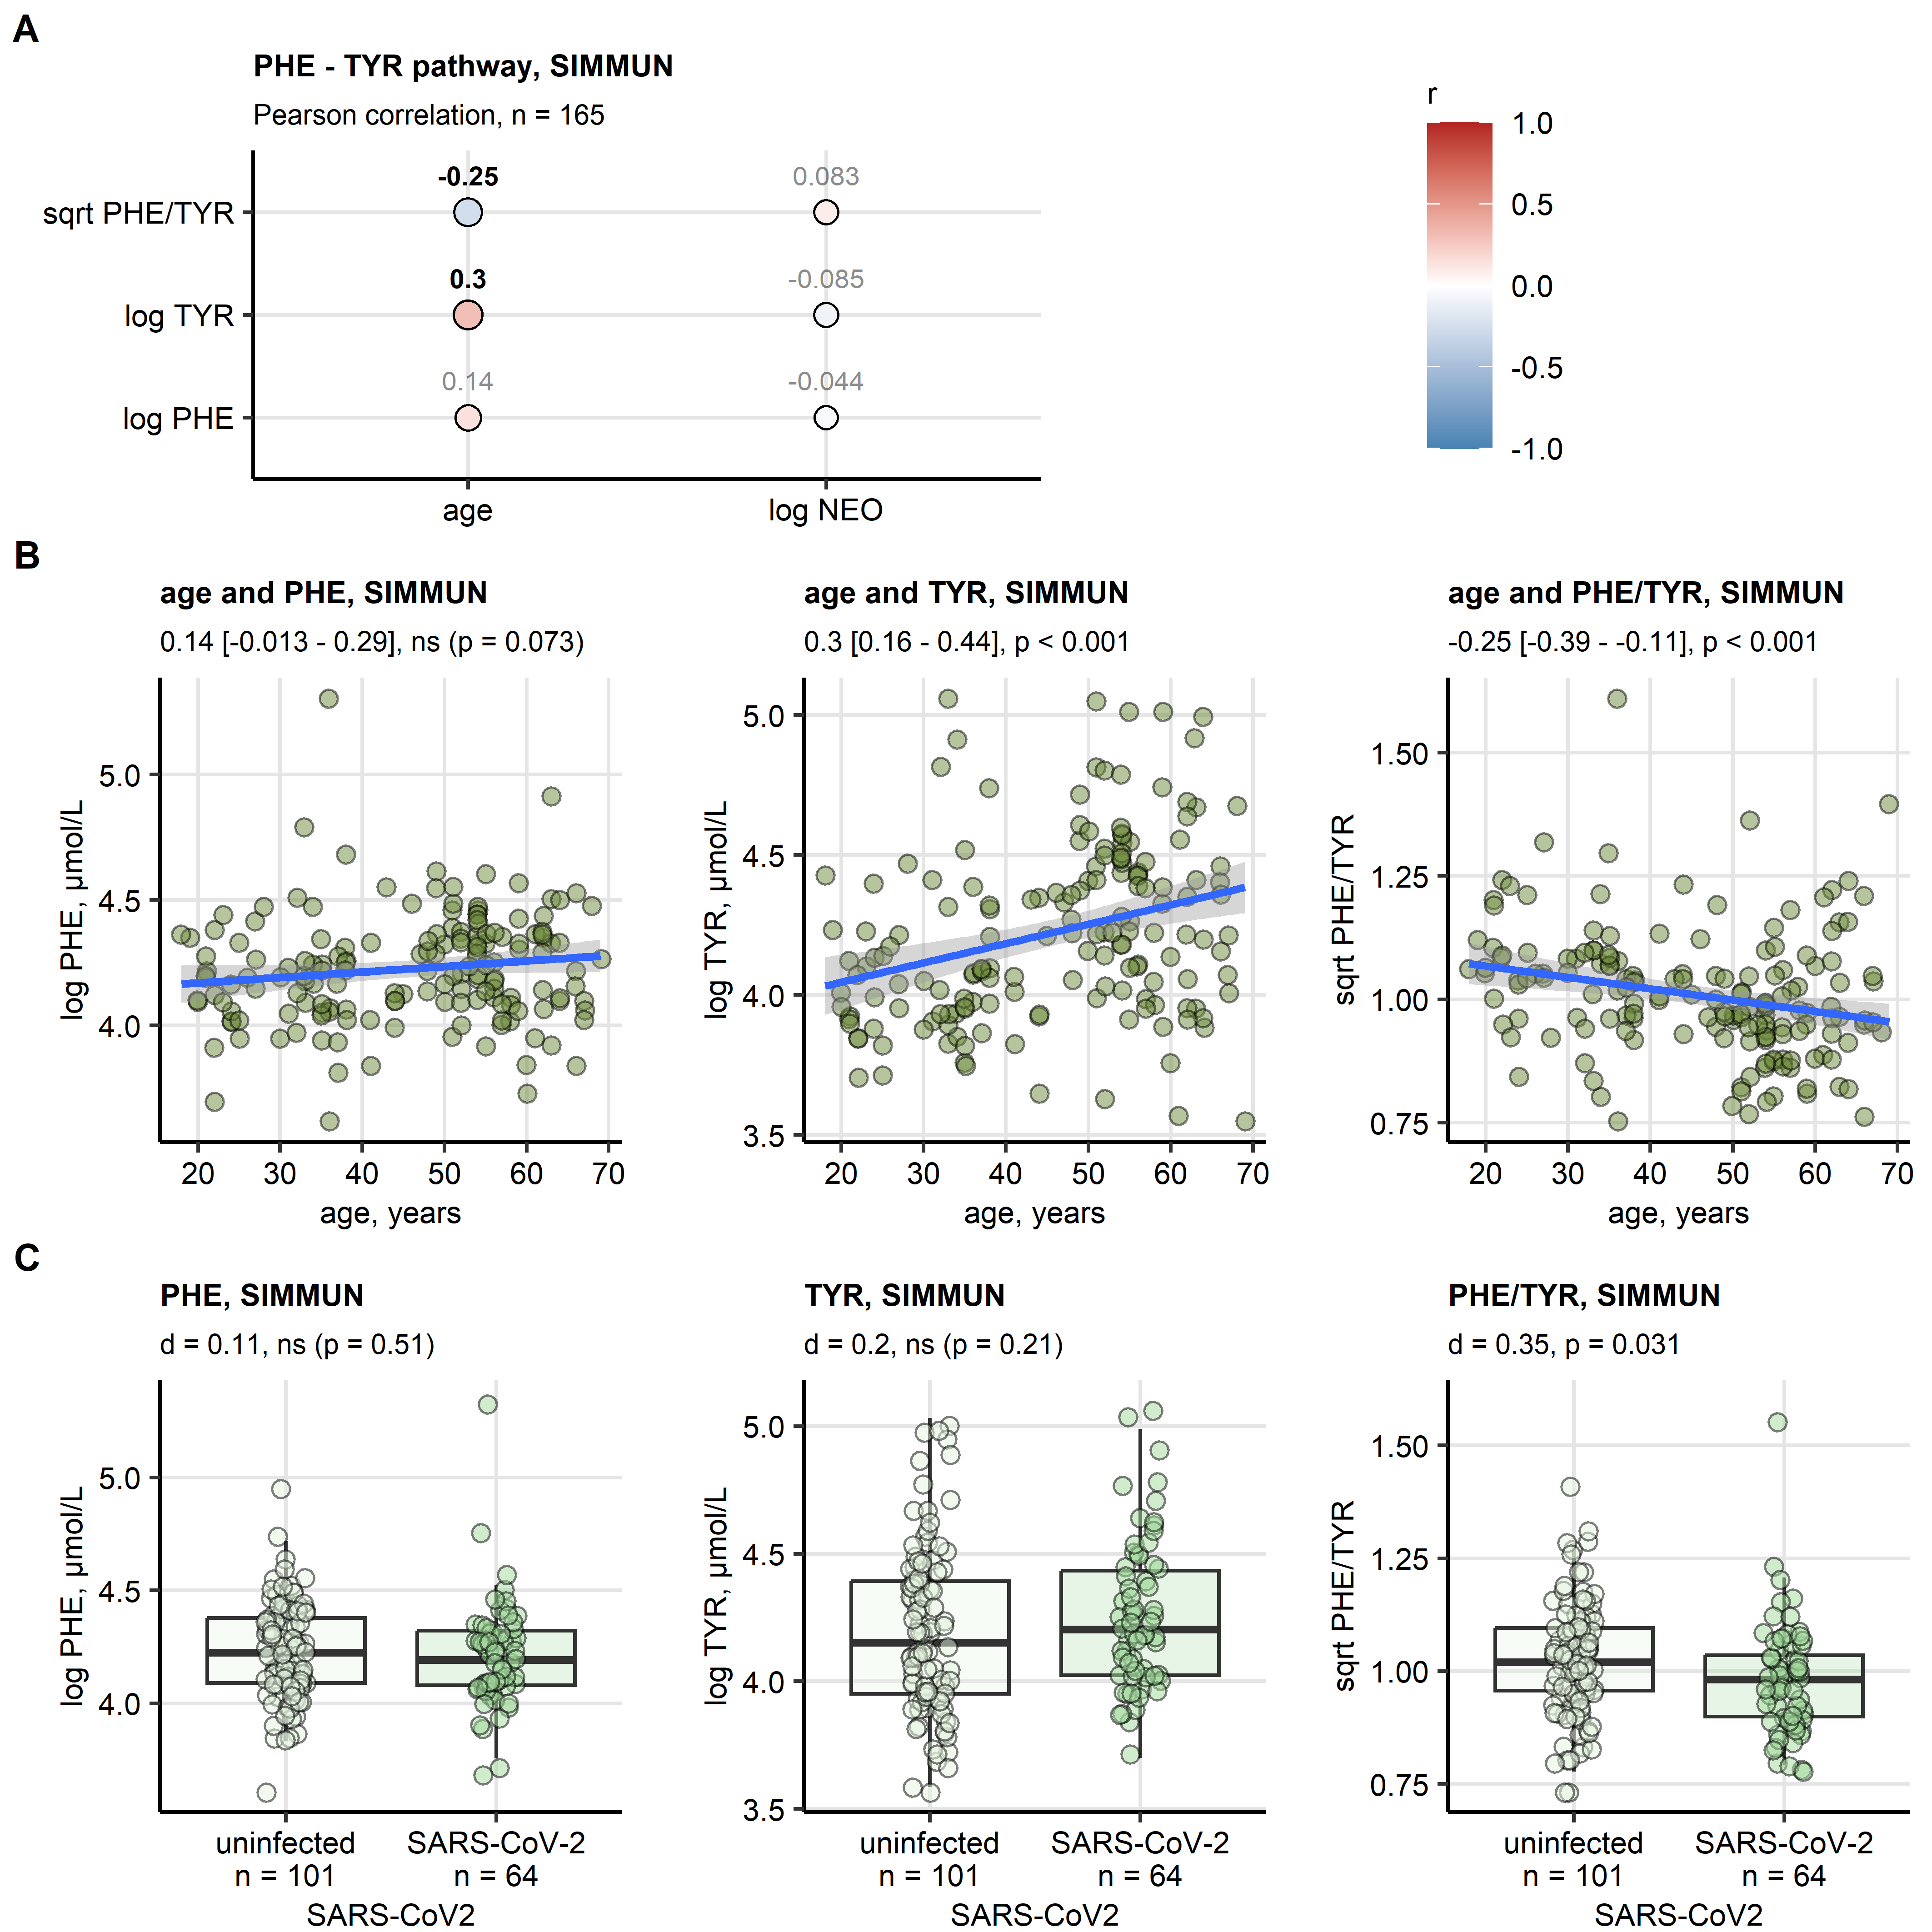 A
PHE - TYR pathway, SIMMUN
Pearson correlation, n = 165
sqrt PHE/TYR
log TYR
log PHE
-0.25
0.083
0.3
-0.085
0.14
-0.044
age
log NEO
r
1.0
0.5
0.0
-0.5
-1.0
B
age and PHE, SIMMUN
0.14 [-0.013 - 0.29], ns (p = 0.073)
log PHE, µmol/L
5.0
4.5
4.0
20 30 40 50 60 70
age, years
age and TYR, SIMMUN
0.3 [0.16 - 0.44], p < 0.001
log TYR, µmol/L
5.0
4.5
4.0
3.5
20 30 40 50 60 70
age, years
age and PHE/TYR, SIMMUN
-0.25 [-0.39 - -0.11], p < 0.001
sqrt PHE/TYR
1.50
1.25
1.00
0.75
20 30 40 50 60 70
age, years
C
PHE, SIMMUN
d = 0.11, ns (p = 0.51)
log PHE, µmol/L
5.0
4.5
4.0
uninfected SARS-CoV-2
n = 101 n = 64
SARS-CoV2
TYR, SIMMUN
d = 0.2, ns (p = 0.21)
log TYR, µmol/L
5.0
4.5
4.0
3.5
uninfected SARS-CoV-2
n = 101 n = 64
SARS-CoV2
PHE/TYR, SIMMUN
d = 0.35, p = 0.031
sqrt PHE/TYR
1.50
1.25
1.00
0.75
uninfected SARS-CoV-2
n = 101 n = 64
SARS-CoV2